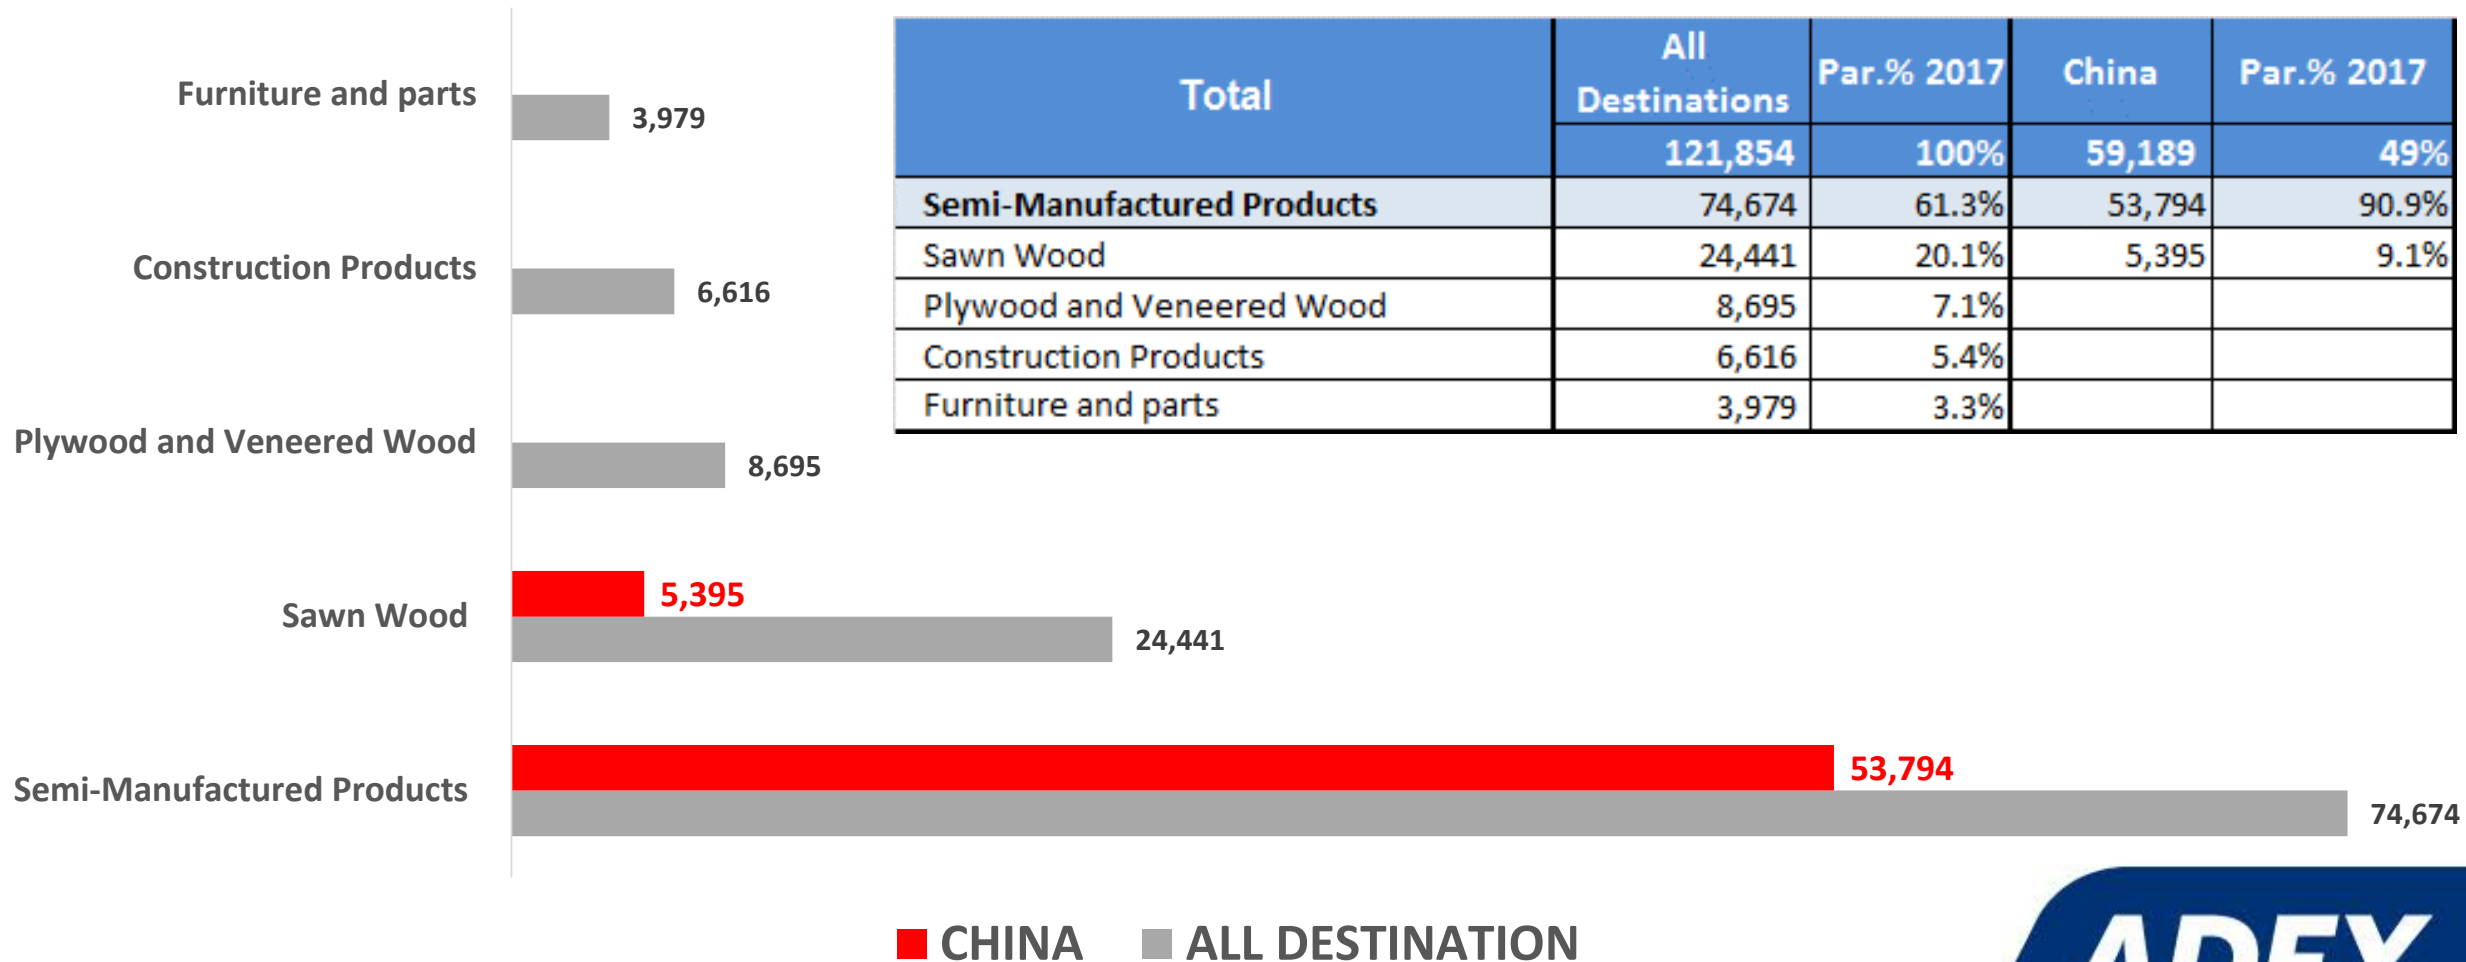 Total All Destinations Par.% 2017 China Par.% 2017
121,854 100% 59,189 49%
Semi-Manufactured Products 74,674 61.3% 53,794 90.9%
Sawn Wood 24,441 20.1% 5,395 9.1%
Plywood and Veneered Wood 8,695 7.1%
Construction Products 6,616 5.4%
Furniture and parts 3,979 3.3%
Furniture and parts 3,979
Construction Products 6,616
Plywood and Veneered Wood 8,695
Sawn Wood 5,395
24,441
Semi-Manufactured Products 53,794
74,674
CHINA ALL DESTINATION
ADEX